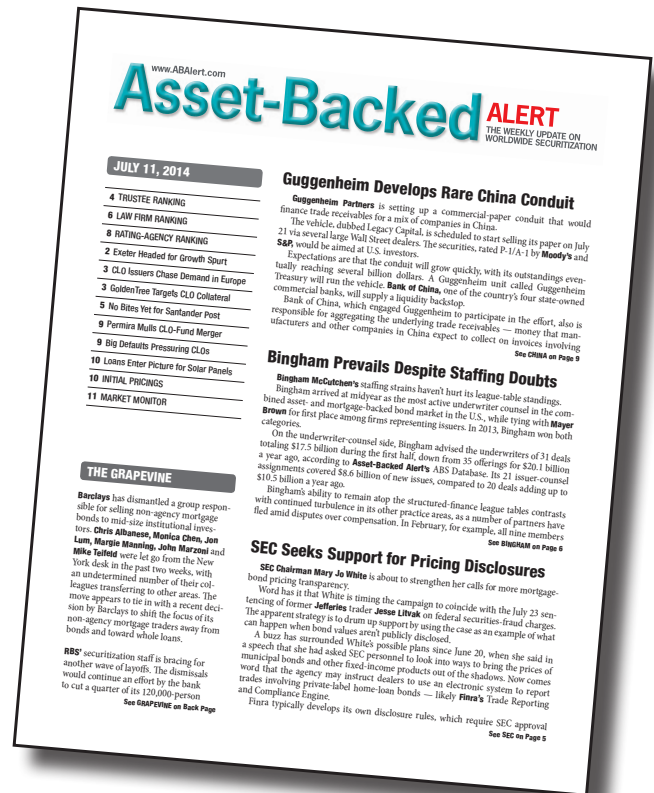 www.ABAlert.com
Asset-Backed ALERT
THE WEEKLY UPDATE ON
WORLDWIDE SECURITIZATION
JULY 11, 2014
4 TRUSTEE RANKING
6 LAW FIRM RANKING
8 RATING-AGENCY RANKING
2 Exeter Headed for Growth Spurt
3 CLO Issuers Chase Demand in Europe
3 GoldenTree Targets CLO Collateral
5 No Bites Yet for Santander Post
9 Permira Mulls CLO-Fund Merger
9 Big Defaults Pressuring CLOs
10 Loans Enter Picture for Solar Panels
10 INITIAL PRICINGS
11 MARKET MONITOR
THE GRAPEVINE
Barclays has dismantled a group respon-
sible for selling non-agency mortgage
bonds to mid-size institutional inves-
tors. Chris Albanese, Monica Chen, Jon
Lum, Margie Manning, John Marzoni and
Mike Teifeld were let go from the New
York desk in the past two weeks, with
an undetermined number of their col-
leagues transferring to other areas. The
move appears to tie in with a recent deci-
sion by Barclays to shift the focus of its
non-agency mortgage traders away from
bonds and toward whole loans.
RBS' securitization staff is bracing for
another wave of layoffs. The dismissals
would continue an effort by the bank
to cut a quarter of its 120,000-person
See GRAPEVINE on Back Page
Guggenheim Develops Rare China Conduit
Guggenheim Partners is setting up a commercial-paper conduit that would
finance trade receivables for a mix of companies in China.
The vehicle, dubbed Legacy Capital, is scheduled to start selling its paper on July
21 via several large Wall Street dealers. The securities, rated P-1/A-1 by Moody's and
S&P, would be aimed at U.S. investors.
Expectations are that the conduit will grow quickly, with its outstandings even-
tually reaching several billion dollars. A Guggenheim unit called Guggenheim
Treasury will run the vehicle. Bank of China, one of the country's four state-owned
commercial banks, will supply a liquidity backstop.
Bank of China, which engaged Guggenheim to participate in the effort, also is
responsible for aggregating the underlying trade receivables — money that man-
ufacturers and other companies in China expect to collect on invoices involving
See CHINA on Page 9
Bingham Prevails Despite Staffing Doubts
Bingham McCutchen's staffing strains haven't hurt its league-table standings.
Bingham arrived at midyear as the most active underwriter counsel in the com-
bined asset- and mortgage-backed bond market in the U.S., while tying with Mayer
Brown for first place among firms representing issuers. In 2013, Bingham won both
categories.
On the underwriter-counsel side, Bingham advised the underwriters of 31 deals
totaling $17.5 billion during the first half, down from 35 offerings for $20.1 billion
a year ago, according to Asset-Backed Alert's ABS Database. Its 21 issuer-counsel
assignments covered $8.6 billion of new issues, compared to 20 deals adding up to
$10.5 billion a year ago.
Bingham's ability to remain atop the structured-finance league tables contrasts
with continued turbulence in its other practice areas, as a number of partners have
fled amid disputes over compensation. In February, for example, all nine members
See BINGHAM on Page 6
SEC Seeks Support for Pricing Disclosures
SEC Chairman Mary Jo White is about to strengthen her calls for more mortgage-
bond pricing transparency.
Word has it that White is timing the campaign to coincide with the July 23 sen-
tencing of former Jefferies trader Jesse Litvak on federal securities-fraud charges.
The apparent strategy is to drum up support by using the case as an example of what
can happen when bond values aren't publicly disclosed.
A buzz has surrounded White's possible plans since June 20, when she said in
a speech that she had asked SEC personnel to look into ways to bring the prices of
municipal bonds and other fixed-income products out of the shadows. Now comes
word that the agency may instruct dealers to use an electronic system to report
trades involving private-label home-loan bonds — likely Finra's Trade Reporting
and Compliance Engine.
Finra typically develops its own disclosure rules, which require SEC approval
See SEC on Page 5